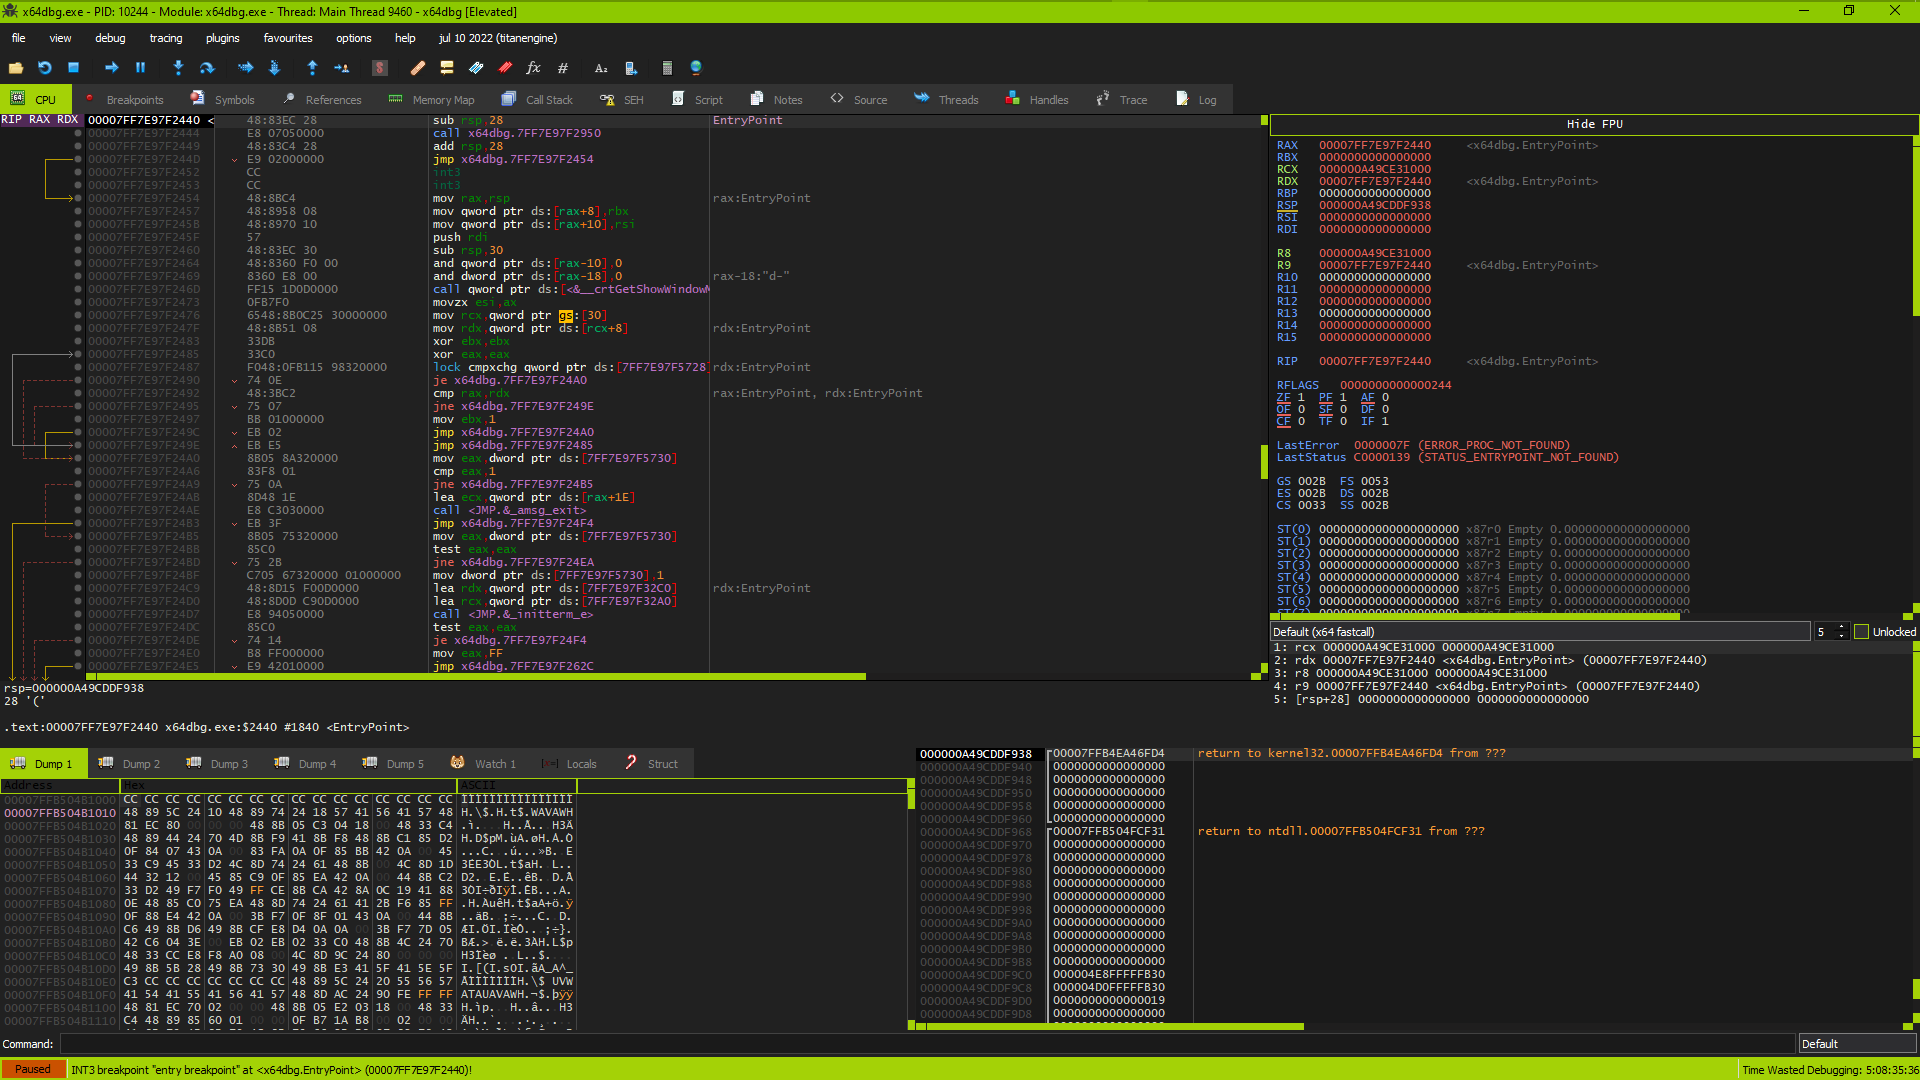 x64dbg.exe - PID: 10244 - Module: x64dbg.exe - Thread: Main Thread 9460 - x64dbg [Elevated]
file view debug tracing plugins favourites options help jul 10 2022 (titanengine)
CPU Breakpoints Symbols References Memory Map Call Stack SEH Script Notes Source Threads Handles Trace Log
RIP RAX RDX 00007FF7E97F2440 < 48:83EC 28 sub rsp,28 EntryPoint
00007FF7E97F2444 E8 07050000 call x64dbg.7FF7E97F2950
00007FF7E97F2449 48:83C4 28 add rsp,28
00007FF7E97F244D E9 02000000 jmp x64dbg.7FF7E97F2454
00007FF7E97F2452 CC int3
00007FF7E97F2453 CC int3
00007FF7E97F2454 48:8BC4 mov rax,rsp rax:EntryPoint
00007FF7E97F2457 48:8958 08 mov qword ptr ds:[rax+8],rbx
00007FF7E97F245B 48:8970 10 mov qword ptr ds:[rax+10],rsi
00007FF7E97F245F 57 push rdi
00007FF7E97F2460 48:83EC 30 sub rsp,30
00007FF7E97F2464 48:8360 F0 00 and qword ptr ds:[rax-10],0
00007FF7E97F2469 8360 E8 00 and dword ptr ds:[rax-18],0 rax-18:"d-"
00007FF7E97F246D FF15 1D0D0000 call qword ptr ds:[<&__crtGetShowWindowM
00007FF7E97F2473 0FB7F0 movzx esi,ax
00007FF7E97F2476 6548:8B0C25 30000000 mov rcx,qword ptr gs:[30]
00007FF7E97F247F 48:8B51 08 mov rdx,qword ptr ds:[rcx+8] rdx:EntryPoint
00007FF7E97F2483 33DB xor ebx,ebx
00007FF7E97F2485 33C0 xor eax,eax
00007FF7E97F2487 F048:0FB115 98320000 lock cmpxchg qword ptr ds:[7FF7E97F5728] rdx:EntryPoint
00007FF7E97F2490 74 0E je x64dbg.7FF7E97F24A0
00007FF7E97F2492 48:3BC2 cmp rax,rdx rax:EntryPoint, rdx:EntryPoint
00007FF7E97F2495 75 07 jne x64dbg.7FF7E97F249E
00007FF7E97F2497 BB 01000000 mov ebx,1
00007FF7E97F249C EB 02 jmp x64dbg.7FF7E97F24A0
00007FF7E97F249E EB E5 jmp x64dbg.7FF7E97F2485
00007FF7E97F24A0 8B05 8A320000 mov eax,dword ptr ds:[7FF7E97F5730]
00007FF7E97F24A6 83F8 01 cmp eax,1
00007FF7E97F24A9 75 0A jne x64dbg.7FF7E97F24B5
00007FF7E97F24AB 8D48 1E lea ecx,qword ptr ds:[rax+1E]
00007FF7E97F24AE E8 C3030000 call <JMP.&_amsg_exit>
00007FF7E97F24B3 EB 3F jmp x64dbg.7FF7E97F24F4
00007FF7E97F24B5 8B05 75320000 mov eax,dword ptr ds:[7FF7E97F5730]
00007FF7E97F24BB 85C0 test eax,eax
00007FF7E97F24BD 75 2B jne x64dbg.7FF7E97F24EA
00007FF7E97F24BF C705 67320000 01000000 mov dword ptr ds:[7FF7E97F5730],1
00007FF7E97F24C9 48:8D15 F00D0000 lea rdx,qword ptr ds:[7FF7E97F32C0] rdx:EntryPoint
00007FF7E97F24D0 48:8D0D C90D0000 lea rcx,qword ptr ds:[7FF7E97F32A0]
00007FF7E97F24D7 E8 94050000 call <JMP.&_initterm_e>
00007FF7E97F24DC 85C0 test eax,eax
00007FF7E97F24DE 74 14 je x64dbg.7FF7E97F24F4
00007FF7E97F24E0 B8 FF000000 mov eax,FF
00007FF7E97F24E5 E9 42010000 jmp x64dbg.7FF7E97F262C
Hide FPU
RAX 00007FF7E97F2440 <x64dbg.EntryPoint>
RBX 0000000000000000
RCX 000000A49CE31000
RDX 00007FF7E97F2440 <x64dbg.EntryPoint>
RBP 0000000000000000
RSP 000000A49CDDF938
RSI 0000000000000000
RDI 0000000000000000
R8 000000A49CE31000
R9 00007FF7E97F2440 <x64dbg.EntryPoint>
R10 0000000000000000
R11 0000000000000000
R12 0000000000000000
R13 0000000000000000
R14 0000000000000000
R15 0000000000000000
RIP 00007FF7E97F2440 <x64dbg.EntryPoint>
RFLAGS 0000000000000244
ZF 1 PF 1 AF 0
OF 0 SF 0 DF 0
CF 0 TF 0 IF 1
LastError 0000007F (ERROR_PROC_NOT_FOUND)
LastStatus C0000139 (STATUS_ENTRYPOINT_NOT_FOUND)
GS 002B FS 0053
ES 002B DS 002B
CS 0033 SS 002B
ST(0) 00000000000000000000 x87r0 Empty 0.000000000000000000
ST(1) 00000000000000000000 x87r1 Empty 0.000000000000000000
ST(2) 00000000000000000000 x87r2 Empty 0.000000000000000000
ST(3) 00000000000000000000 x87r3 Empty 0.000000000000000000
ST(4) 00000000000000000000 x87r4 Empty 0.000000000000000000
ST(5) 00000000000000000000 x87r5 Empty 0.000000000000000000
ST(6) 00000000000000000000 x87r6 Empty 0.000000000000000000
Default (x64 fastcall) 5 Unlocked
1: rcx 000000A49CE31000 000000A49CE31000
2: rdx 00007FF7E97F2440 <x64dbg.EntryPoint> (00007FF7E97F2440)
3: r8 000000A49CE31000 000000A49CE31000
4: r9 00007FF7E97F2440 <x64dbg.EntryPoint> (00007FF7E97F2440)
5: [rsp+28] 0000000000000000 0000000000000000
rsp=000000A49CDDF938
28 '('
.text:00007FF7E97F2440 x64dbg.exe:$2440 #1840 <EntryPoint>
Dump 1 Dump 2 Dump 3 Dump 4 Dump 5 Watch 1 Locals Struct
Address Hex ASCII
00007FFB504B1000 CC CC CC CC CC CC CC CC CC CC CC CC CC CC CC CC ÌÌÌÌÌÌÌÌÌÌÌÌÌÌÌÌ
00007FFB504B1010 48 89 5C 24 10 48 89 74 24 18 57 41 56 41 57 48 H.\$.H.t$.WAVAWH
00007FFB504B1020 81 EC 80 00 00 00 48 8B 05 C3 04 18 00 48 33 C4
00007FFB504B1030 48 89 44 24 70 4D 8B F9 41 8B F8 48 8B C1 85 D2
00007FFB504B1040 0F 84 07 43 0A 00 83 FA 0A 0F 85 BB 42 0A 00 45
00007FFB504B1050 33 C9 45 33 D2 4C 8D 74 24 61 48 8B 00 4C 8D 1D
00007FFB504B1060 44 32 12 00 45 85 C9 0F 85 EA 42 0A 00 44 8B C2
00007FFB504B1070 33 D2 49 F7 F0 49 FF CE 8B CA 42 8A 0C 19 41 88
00007FFB504B1080 0E 48 85 C0 75 EA 48 8D 74 24 61 41 2B F6 85 FF
00007FFB504B1090 0F 88 E4 42 0A 00 3B F7 0F 8F 01 43 0A 00 44 8B
00007FFB504B10A0 C6 49 8B D6 49 8B CF E8 D4 0A 0A 00 3B F7 7D 05
00007FFB504B10B0 42 C6 04 3E 00 EB 02 EB 02 33 C0 48 8B 4C 24 70
00007FFB504B10C0 48 33 CC E8 F8 A0 08 00 4C 8D 9C 24 80 00 00 00
00007FFB504B10D0 49 8B 5B 28 49 8B 73 30 49 8B E3 41 5F 41 5E 5F I.[(I.s0I.ãA_A^_
00007FFB504B10E0 C3 CC CC CC CC CC CC CC 48 89 5C 24 20 55 56 57 ÃÌÌÌÌÌÌÌH.\$ UVW
00007FFB504B10F0 41 54 41 55 41 56 41 57 48 8D AC 24 90 FE FF FF ATAUAVAWH.¬$.þÿÿ
00007FFB504B1100 48 81 EC 70 02 00 00 48 8B 05 E2 03 18 00 48 33
00007FFB504B1110 C4 48 89 85 60 01 00 00 0F B7 1A B8 00 02 00 00
000000A49CDDF938 00007FFB4EA46FD4 return to kernel32.00007FFB4EA46FD4 from ???
000000A49CDDF940 0000000000000000
000000A49CDDF948 0000000000000000
000000A49CDDF950 0000000000000000
000000A49CDDF958 0000000000000000
000000A49CDDF960 0000000000000000
000000A49CDDF968 00007FFB504FCF31 return to ntdll.00007FFB504FCF31 from ???
000000A49CDDF970 0000000000000000
000000A49CDDF978 0000000000000000
000000A49CDDF980 0000000000000000
000000A49CDDF988 0000000000000000
000000A49CDDF990 0000000000000000
000000A49CDDF998 0000000000000000
000000A49CDDF9A0 0000000000000000
000000A49CDDF9A8 0000000000000000
000000A49CDDF9B0 0000000000000000
000000A49CDDF9B8 0000000000000000
000000A49CDDF9C0 000004E8FFFFFB30
000000A49CDDF9C8 000004D0FFFFFB30
000000A49CDDF9D0 0000000000000019
000000A49CDDF9D8 0000000000000000
Command: Default
Paused INT3 breakpoint "entry breakpoint" at <x64dbg.EntryPoint> (00007FF7E97F2440)! Time Wasted Debugging: 5:08:35:36